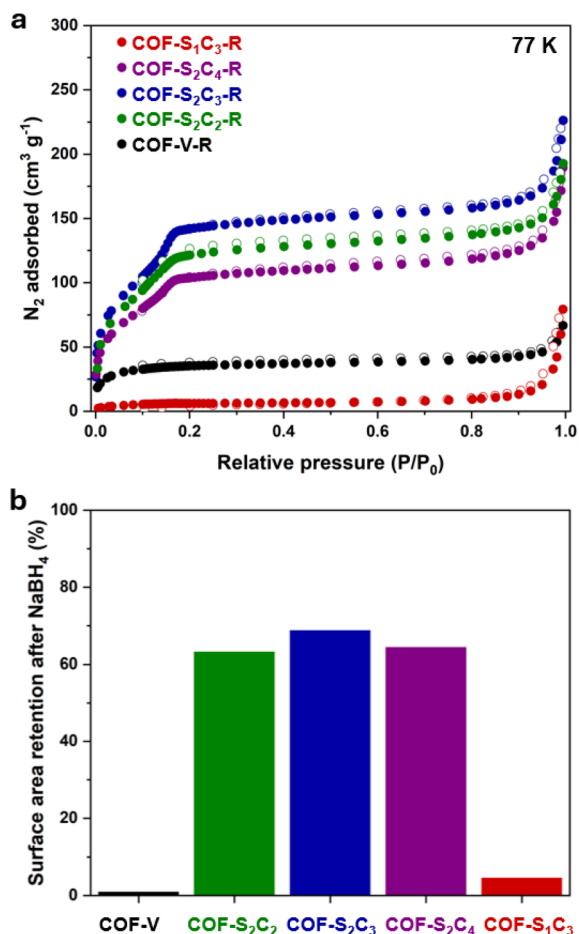 a
300
250
200
150
100
50
0
N₂ adsorbed (cm³ g⁻¹)
COF-S₁C₃-R
COF-S₂C₄-R
COF-S₂C₃-R
COF-S₂C₂-R
COF-V-R
77 K
0.0 0.2 0.4 0.6 0.8 1.0
Relative pressure (P/P₀)
b
100
80
60
40
20
0
Surface area retention after NaBH₄ (%)
COF-V COF-S₂C₂ COF-S₂C₃ COF-S₂C₄ COF-S₁C₃